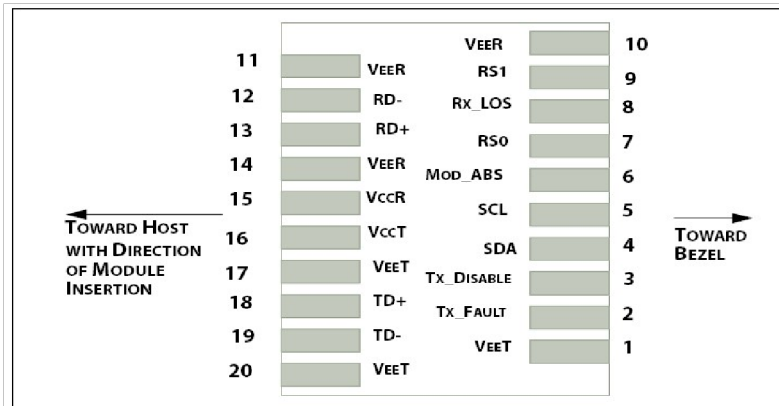 11 VEER
12 RD-
13 RD+
14 VEER
15 VCCR
16 VCCT
17 VEET
18 TD+
19 TD-
20 VEET
VEER 10
RS1 9
RX_LOS 8
RS0 7
MOD_ABS 6
SCL 5
SDA 4
TX_DISABLE 3
TX_FAULT 2
VEET 1
TOWARD HOST
WITH DIRECTION
OF MODULE
INSERTION
TOWARD
BEZEL